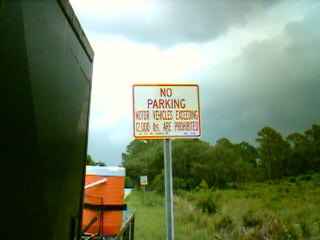 NO
PARKING
MOTOR VEHICLES EXCEEDING
12,000 lbs. ARE PROHIBITED